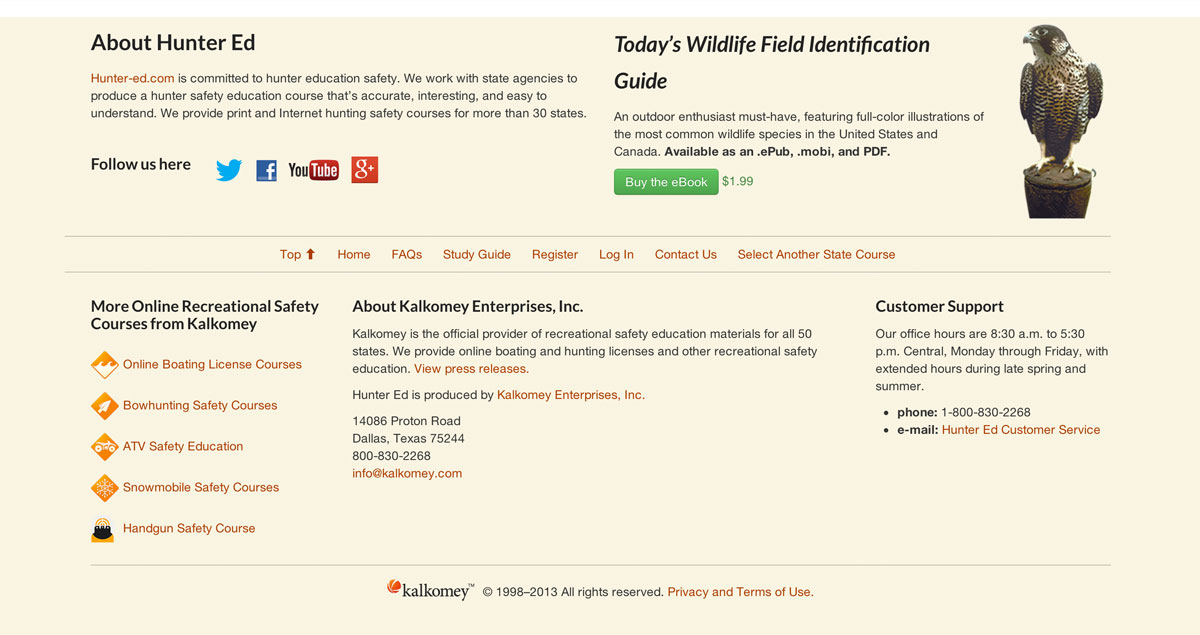 About Hunter Ed
Hunter-ed.com is committed to hunter education safety. We work with state agencies to
produce a hunter safety education course that's accurate, interesting, and easy to
understand. We provide print and Internet hunting safety courses for more than 30 states.
Follow us here
YouTube
g+
Today's Wildlife Field Identification
Guide
An outdoor enthusiast must-have, featuring full-color illustrations of
the most common wildlife species in the United States and
Canada. Available as an .ePub, .mobi, and PDF.
Buy the eBook $1.99
Top Home FAQs Study Guide Register Log In Contact Us Select Another State Course
More Online Recreational Safety
Courses from Kalkomey
Online Boating License Courses
Bowhunting Safety Courses
ATV Safety Education
Snowmobile Safety Courses
Handgun Safety Course
About Kalkomey Enterprises, Inc.
Kalkomey is the official provider of recreational safety education materials for all 50
states. We provide online boating and hunting licenses and other recreational safety
education. View press releases.
Hunter Ed is produced by Kalkomey Enterprises, Inc.
14086 Proton Road
Dallas, Texas 75244
800-830-2268
info@kalkomey.com
Customer Support
Our office hours are 8:30 a.m. to 5:30
p.m. Central, Monday through Friday, with
extended hours during late spring and
summer.
• phone: 1-800-830-2268
• e-mail: Hunter Ed Customer Service
kalkomey™ © 1998–2013 All rights reserved. Privacy and Terms of Use.